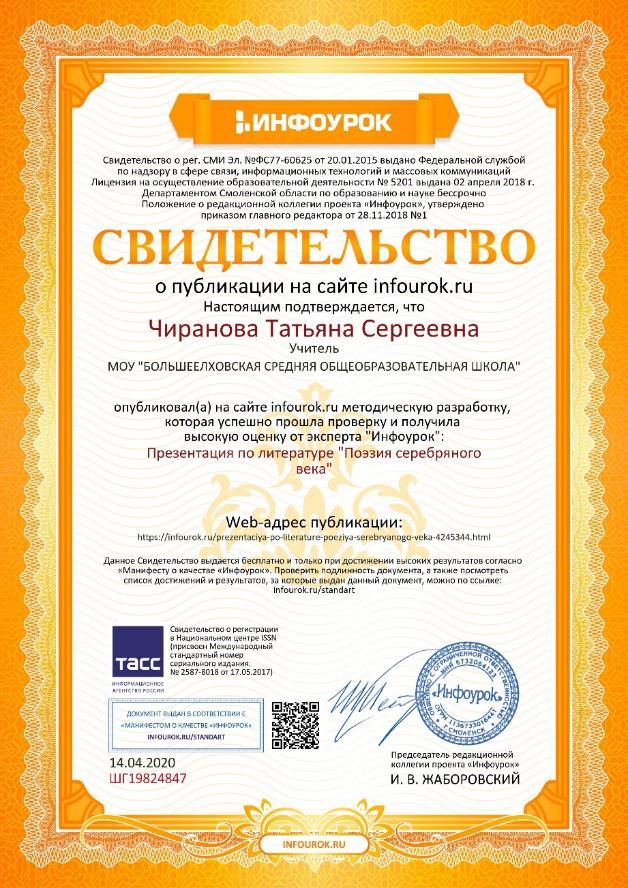 ИНФОУРОК
Свидетельство о рег. СМИ Эл. №ФС77-60625 от 20.01.2015 выдано Федеральной службой
по надзору в сфере связи, информационных технологий и массовых коммуникаций
Лицензия на осуществление образовательной деятельности № 5201 выдана 02 апреля 2018 г.
Департаментом Смоленской области по образованию и науке бессрочно
Положение о редакционной коллегии проекта «Инфоурок», утверждено
приказом главного редактора от 28.11.2018 №1
СВИДЕТЕЛЬСТВО
о публикации на сайте infourok.ru
Настоящим подтверждается, что
Чиранова Татьяна Сергеевна
Учитель
МОУ "БОЛЬШЕЕЛХОВСКАЯ СРЕДНЯЯ ОБЩЕОБРАЗОВАТЕЛЬНАЯ ШКОЛА"
опубликовал(а) на сайте infourok.ru методическую разработку,
которая успешно прошла проверку и получила
высокую оценку от эксперта "Инфоурок":
Презентация по литературе "Поэзия серебряного
века"
Web-адрес публикации:
https://infourok.ru/prezentaciya-po-literature-poeziya-serebryanogo-veka-4245344.html
Данное Свидетельство выдается бесплатно и только при достижении высоких результатов согласно
«Манифесту о качестве «Инфоурок». Проверить подлинность документа, а также посмотреть
список достижений и результатов, за которые выдан данный документ, можно по ссылке:
infourok.ru/standart
Свидетельство о регистрации
в Национальном центре ISSN
(присвоен Международный
стандартный номер
сериального издания:
№ 2587-8018 от 17.05.2017)
ТАСС
ИНФОРМАЦИОННОЕ
АГЕНТСТВО РОССИИ
ДОКУМЕНТ ВЫДАН В СООТВЕТСТВИИ С
«МАНИФЕСТОМ О КАЧЕСТВЕ «ИНФОУРОК»
INFOUROK.RU/STANDART
«Инфоурок»
Г.СМОЛЕНСК
14.04.2020
ШГ19824847
Председатель редакционной
коллегии проекта «Инфоурок»
И. В. ЖАБОРОВСКИЙ
INFOUROK.RU